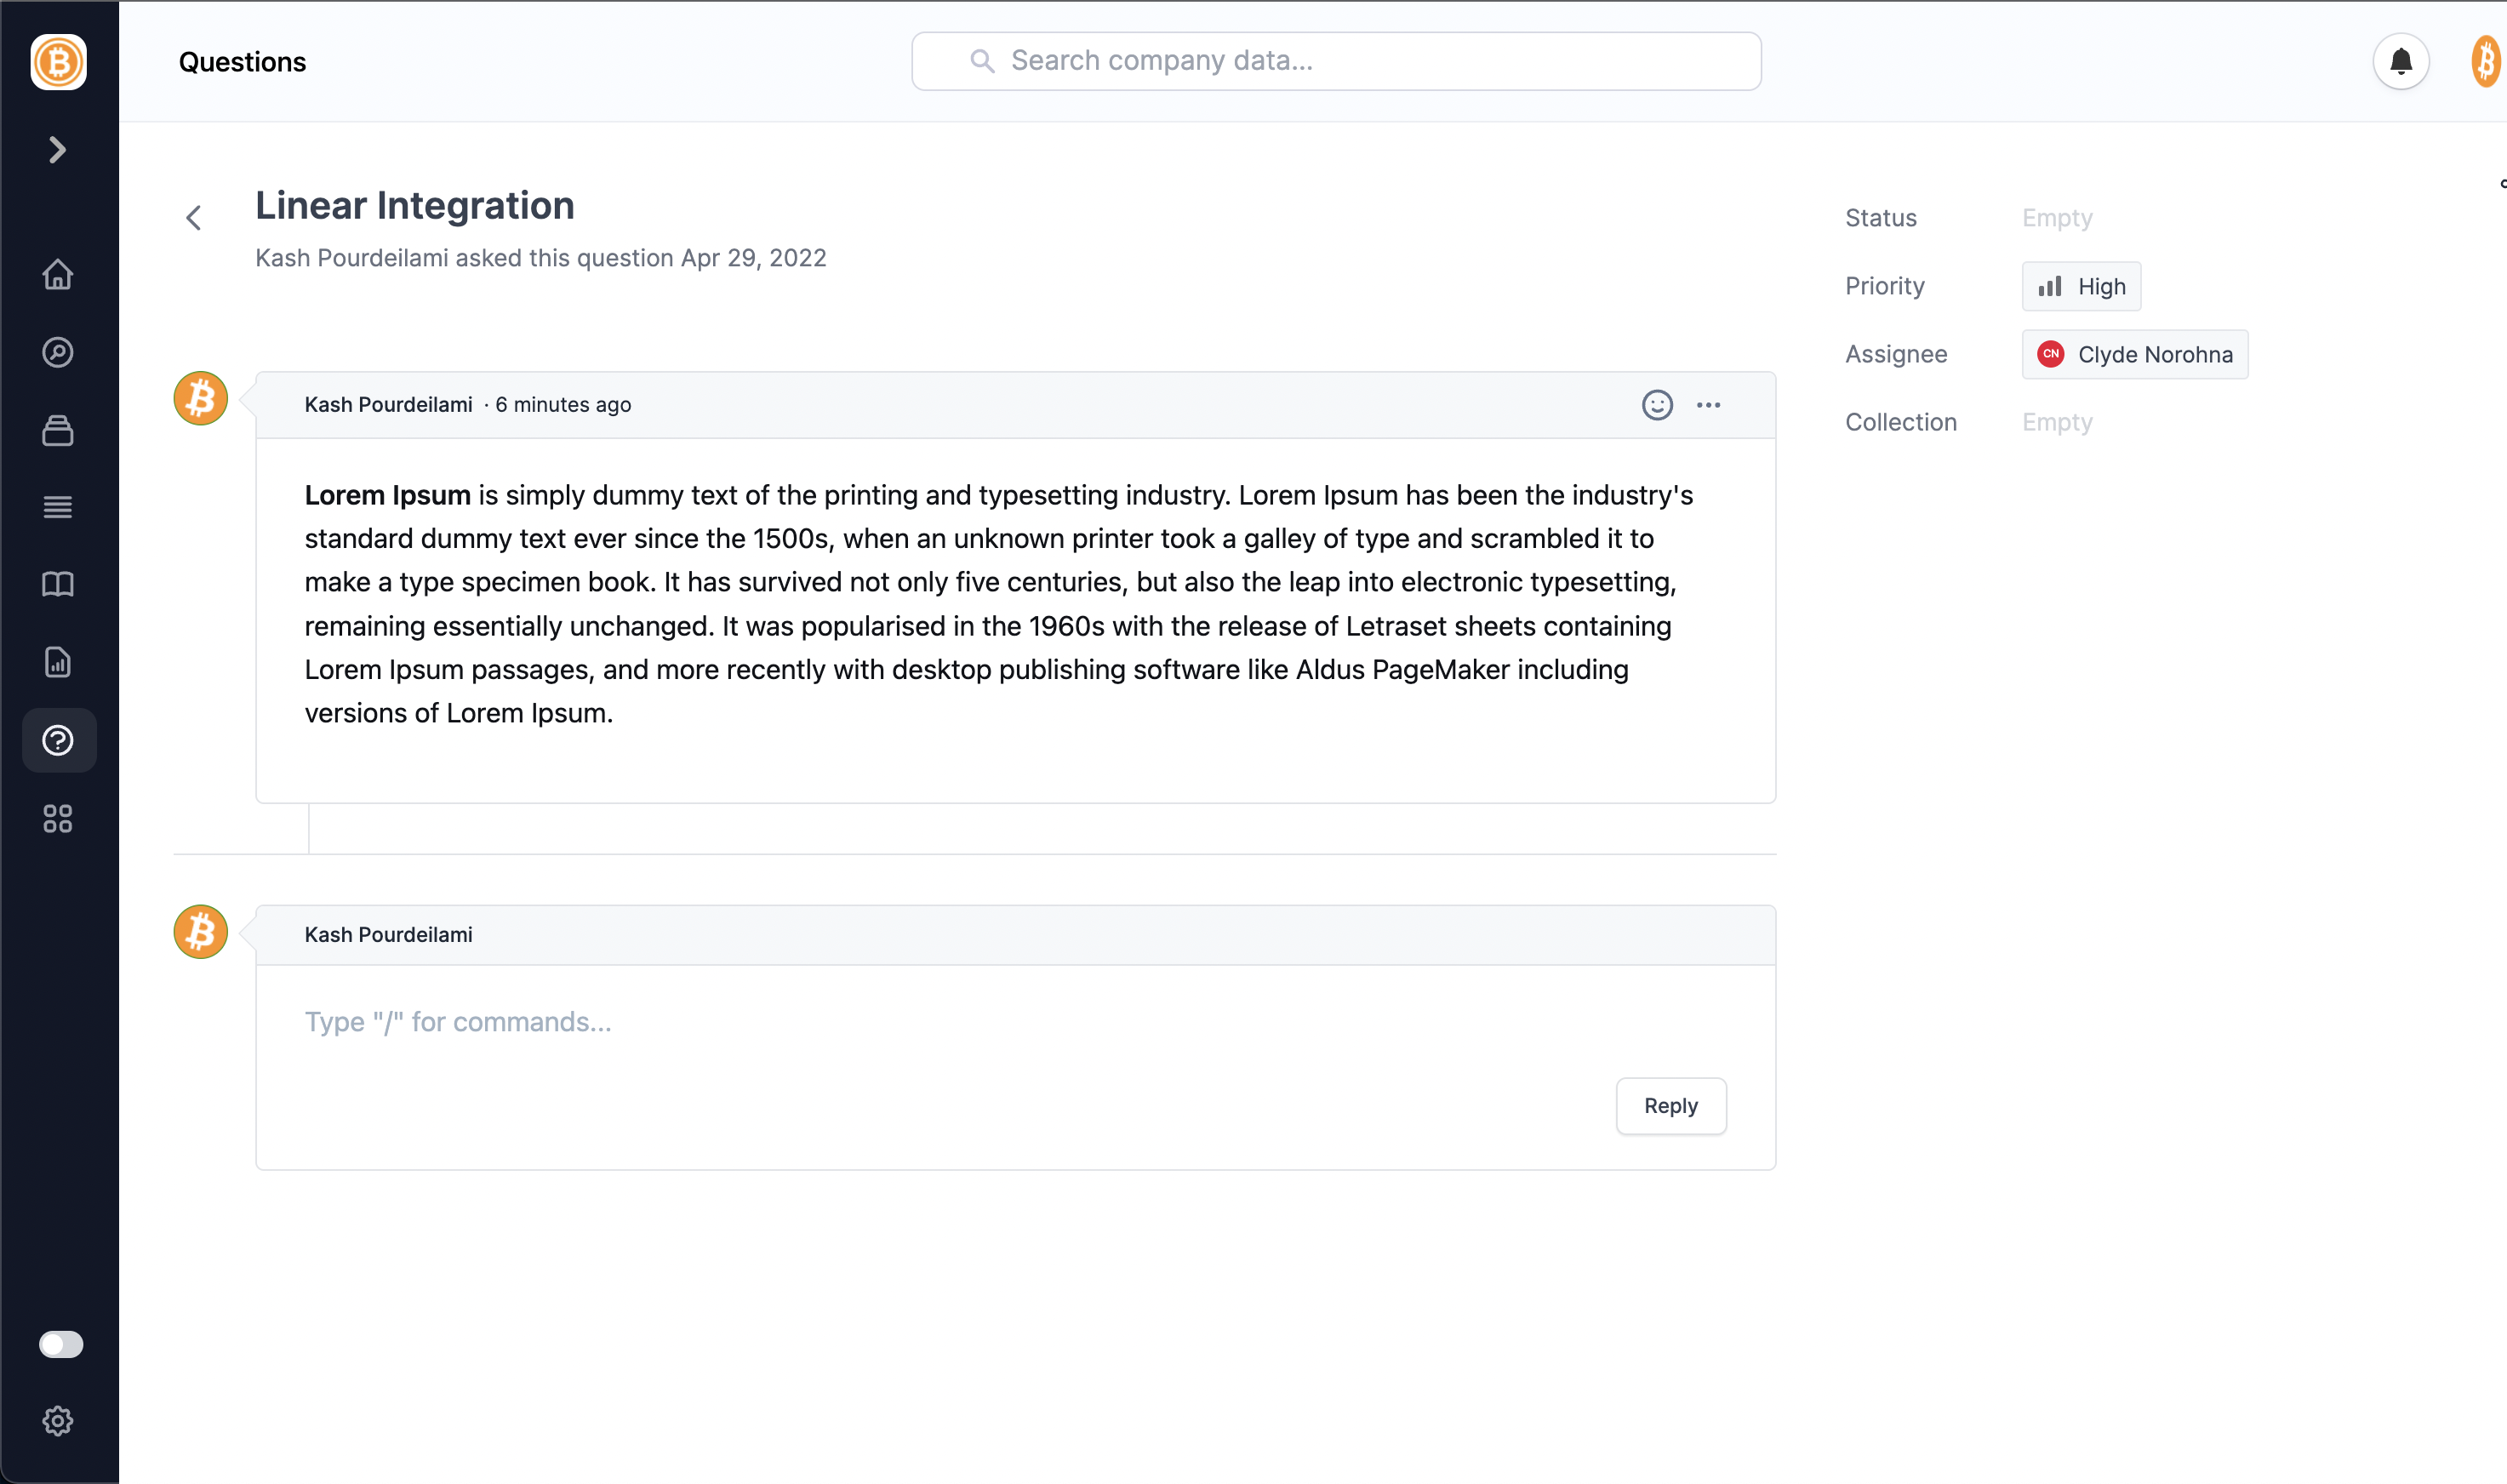 Questions
Search company data...
Linear Integration
Kash Pourdeilami asked this question Apr 29, 2022
Status Empty
Priority High
Assignee CN Clyde Norohna
Collection Empty
Kash Pourdeilami · 6 minutes ago
Lorem Ipsum is simply dummy text of the printing and typesetting industry. Lorem Ipsum has been the industry's
standard dummy text ever since the 1500s, when an unknown printer took a galley of type and scrambled it to
make a type specimen book. It has survived not only five centuries, but also the leap into electronic typesetting,
remaining essentially unchanged. It was popularised in the 1960s with the release of Letraset sheets containing
Lorem Ipsum passages, and more recently with desktop publishing software like Aldus PageMaker including
versions of Lorem Ipsum.
Kash Pourdeilami
Type "/" for commands...
Reply